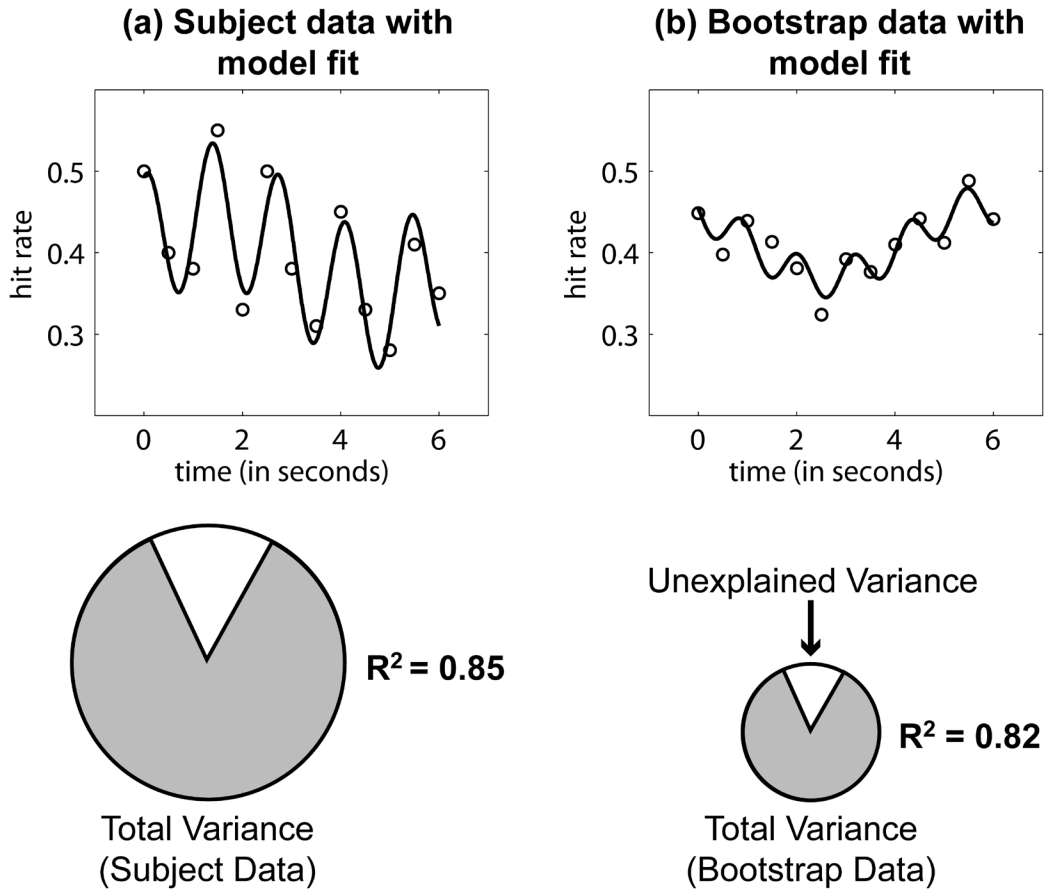 (a) Subject data with
model fit
0.5
0.4
0.3
hit rate
0 2 4 6
time (in seconds)
(b) Bootstrap data with
model fit
0.5
0.4
0.3
hit rate
0 2 4 6
time (in seconds)
R² = 0.85
Total Variance
(Subject Data)
Unexplained Variance
R² = 0.82
Total Variance
(Bootstrap Data)